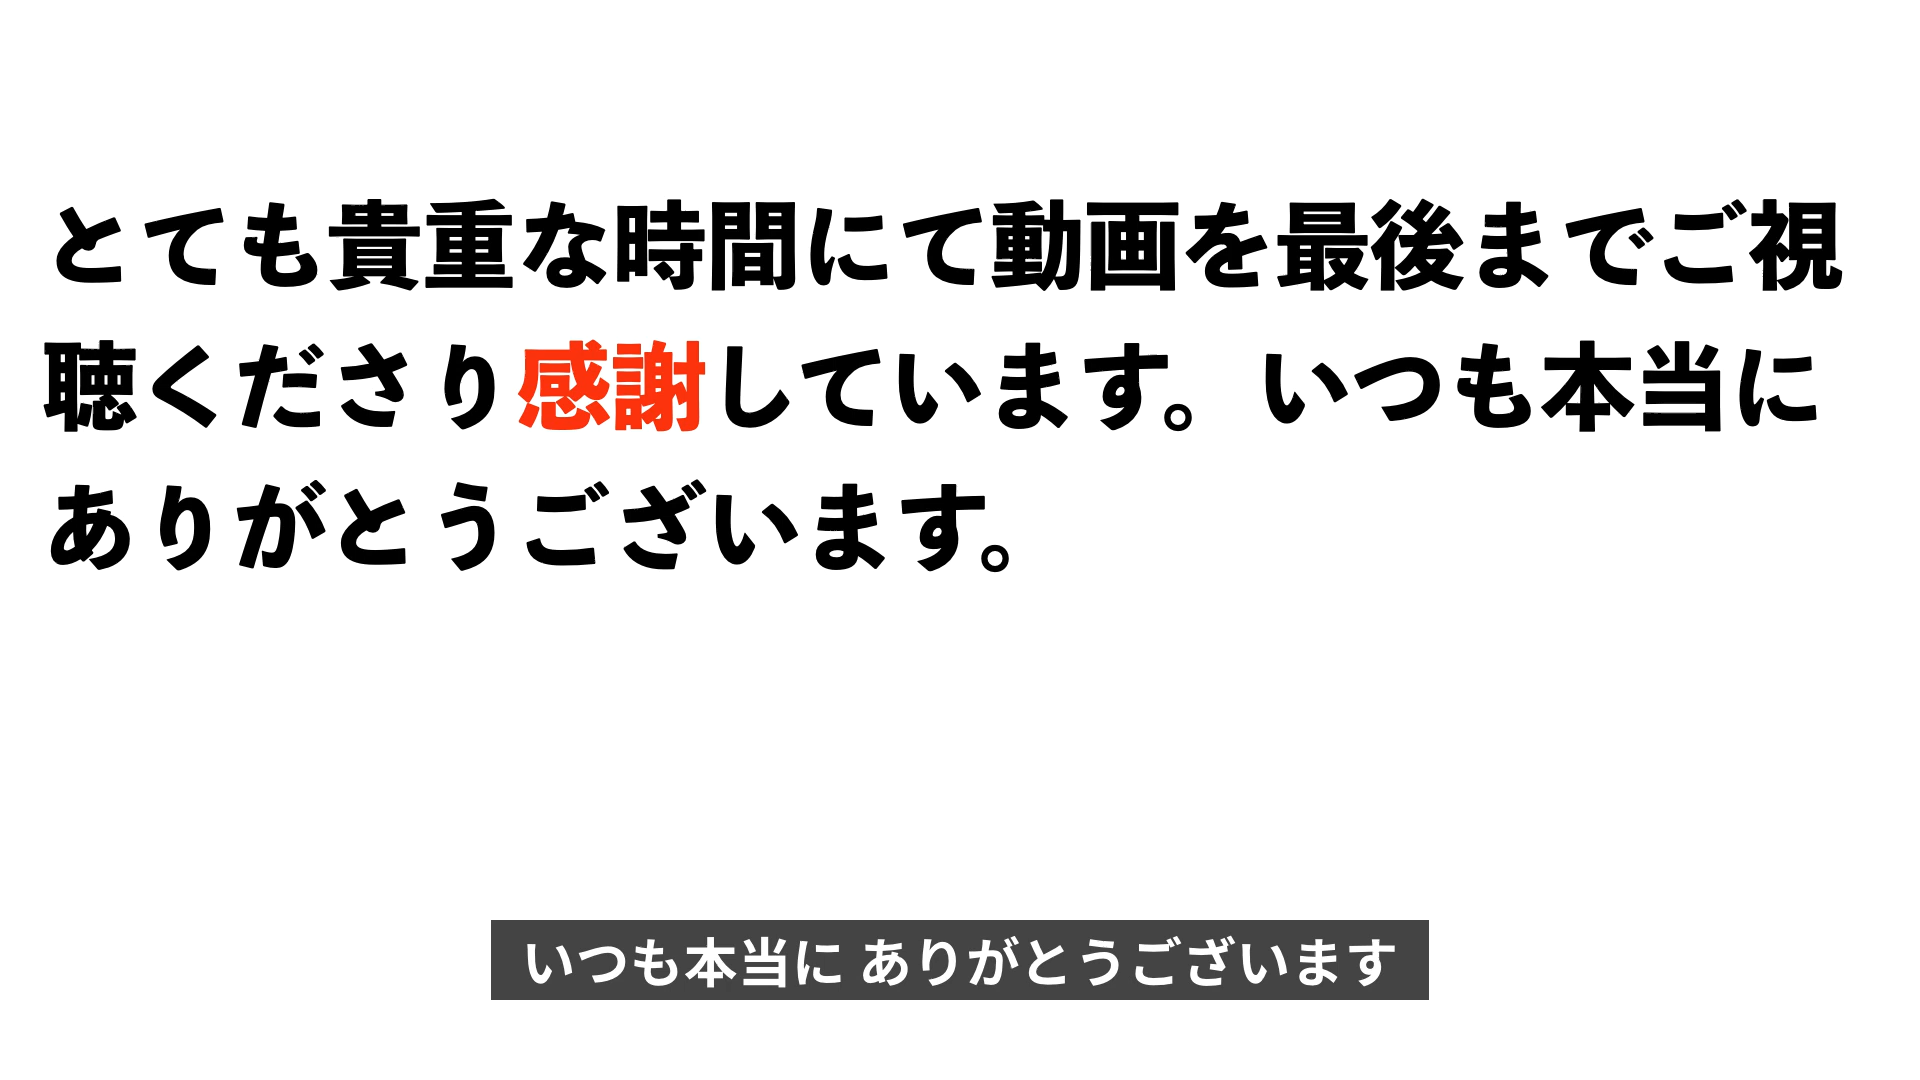 とても貴重な時間にて動画を最後までご視
聴くださり感謝しています。いつも本当に
ありがとうございます。
いつも本当に ありがとうございます